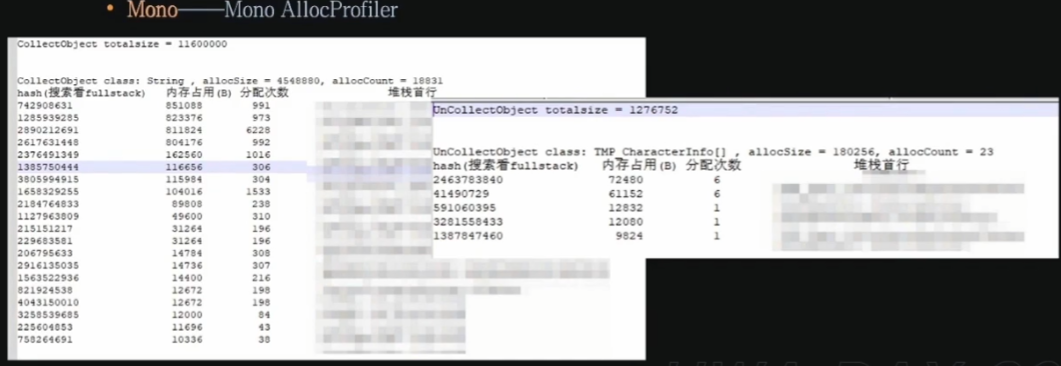 • Mono——Mono AllocProfiler
CollectObject totalsize = 11600000
CollectObject class: String , allocSize = 4548880, allocCount = 18831
hash(搜索看fullstack) 内存占用(B) 分配次数 堆栈首行
742908631 851088 991
1285939285 823376 973
2890212691 811824 6228
2617631448 804176 992
2376491349 162560 1016
1385750444 116656 306
3805994915 115984 304
1658329255 104016 1533
2184764833 89808 238
1127963809 49600 310
215151217 31264 196
229683581 31264 196
206795633 14784 308
2916135035 14736 307
1563522936 14400 216
821924538 12672 198
4043150010 12672 198
3258539685 12000 84
225604853 11696 43
758264691 10336 38
UnCollectObject totalsize = 1276752
UnCollectObject class: TMP_CharacterInfo[] , allocSize = 180256, allocCount = 23
hash(搜索看fullstack) 内存占用(B) 分配次数 堆栈首行
2463783840 72480 6
41490729 61152 6
591060395 12832 1
3281558433 12080 1
1387847460 9824 1